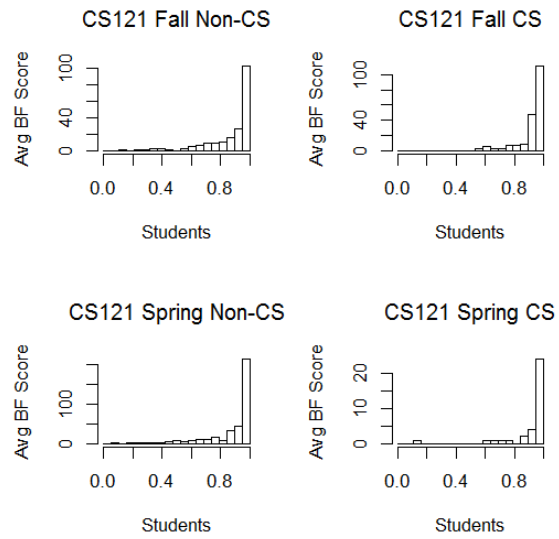 CS121 Fall Non-CS
Avg BF Score
0 40 100
0.0 0.4 0.8
Students
CS121 Fall CS
Avg BF Score
0 40 100
0.0 0.4 0.8
Students
CS121 Spring Non-CS
Avg BF Score
0 100
0.0 0.4 0.8
Students
CS121 Spring CS
Avg BF Score
0 10 20
0.0 0.4 0.8
Students